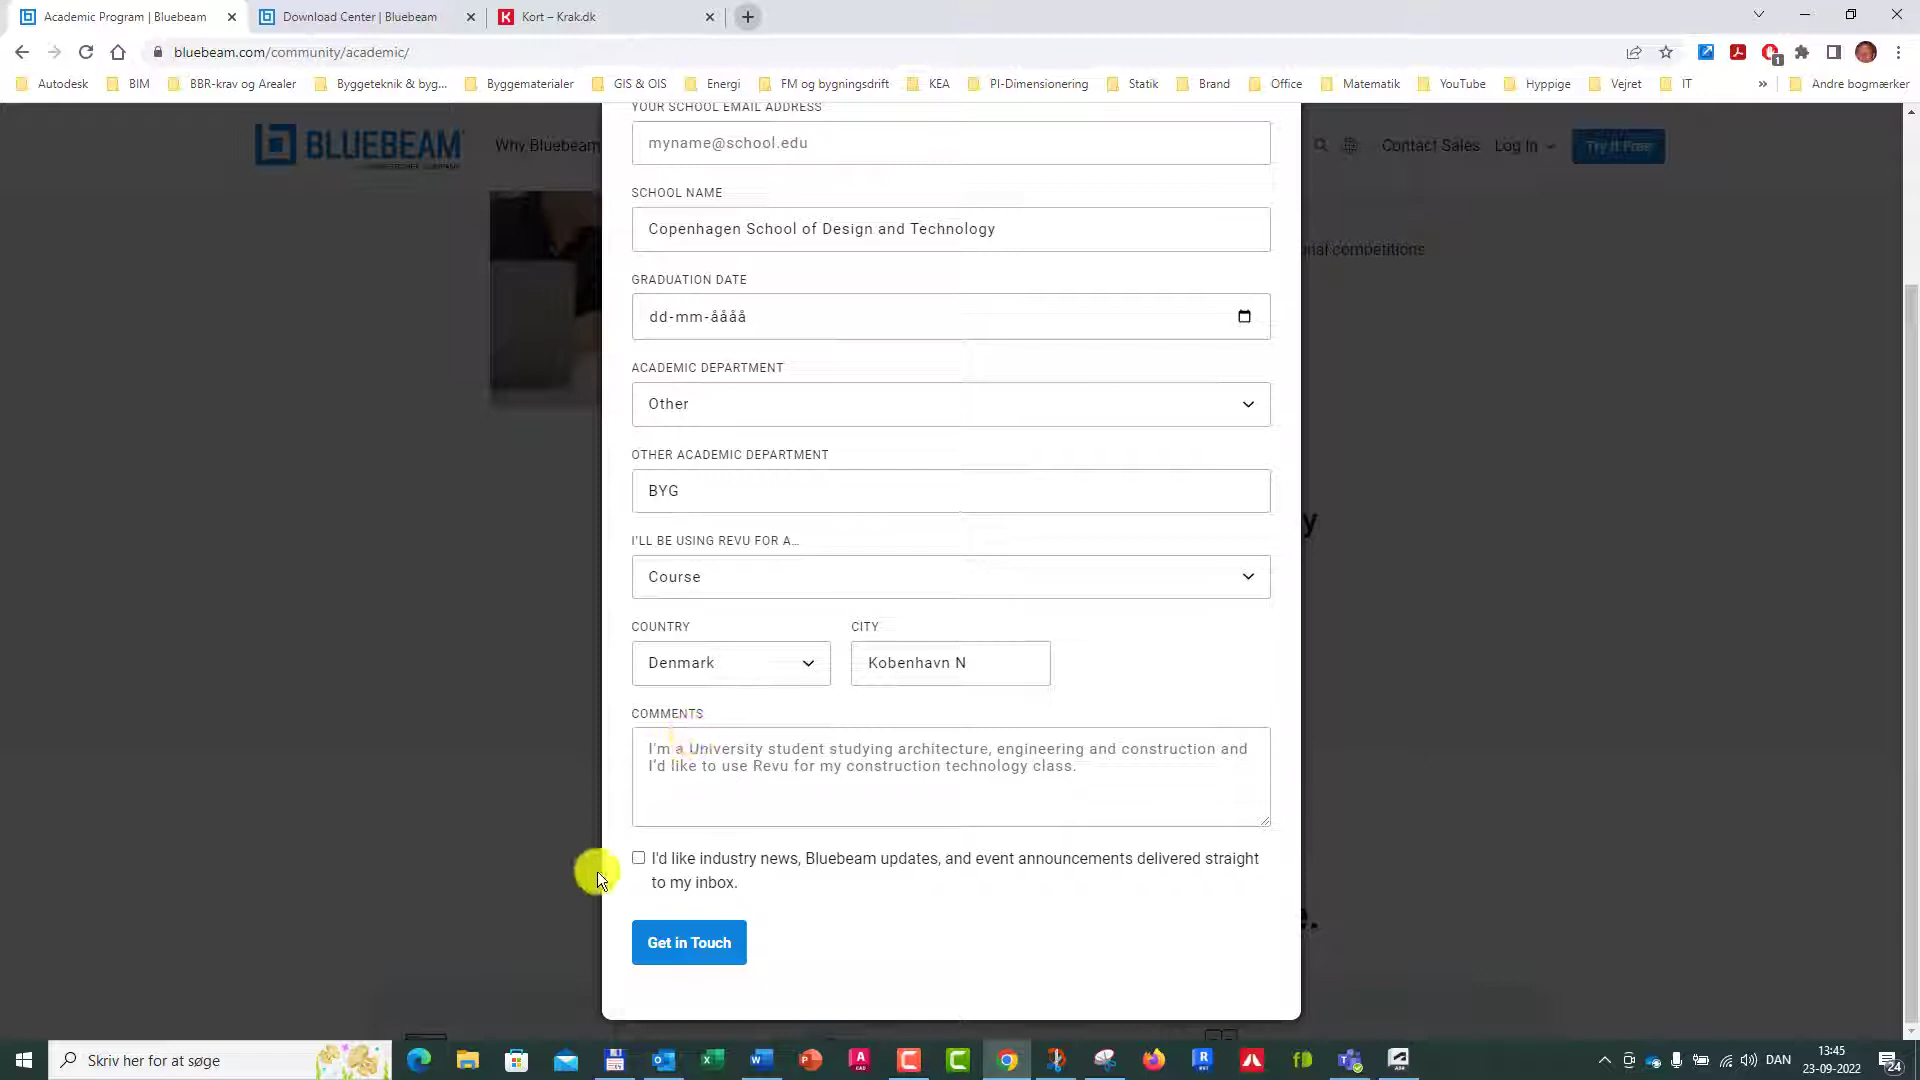 Academic Program | Bluebeam
Download Center | Bluebeam
Kort – Krak.dk
bluebeam.com/community/academic/
Autodesk
BIM
BBR-krav og Arealer
Byggeteknik & byg...
Byggematerialer
GIS & OIS
Energi
FM og bygningsdrift
KEA
PI-Dimensionering
Statik
Brand
Office
Matematik
YouTube
Hyppige
Vejret
IT
»
Andre bogmærker
YOUR SCHOOL EMAIL ADDRESS
myname@school.edu
BLUEBEAM
Why Bluebeam
Contact Sales
Log In
Try It Free
SCHOOL NAME
Copenhagen School of Design and Technology
nal competitions
GRADUATION DATE
dd-mm-åååå
ACADEMIC DEPARTMENT
Other
OTHER ACADEMIC DEPARTMENT
BYG
y
I'LL BE USING REVU FOR A…
Course
COUNTRY
CITY
Denmark
Kobenhavn N
COMMENTS
I'm a University student studying architecture, engineering and construction and
I'd like to use Revu for my construction technology class.
I'd like industry news, Bluebeam updates, and event announcements delivered straight
to my inbox.
e.
Get in Touch
Skriv her for at søge
DAN
13:45
23-09-2022
24